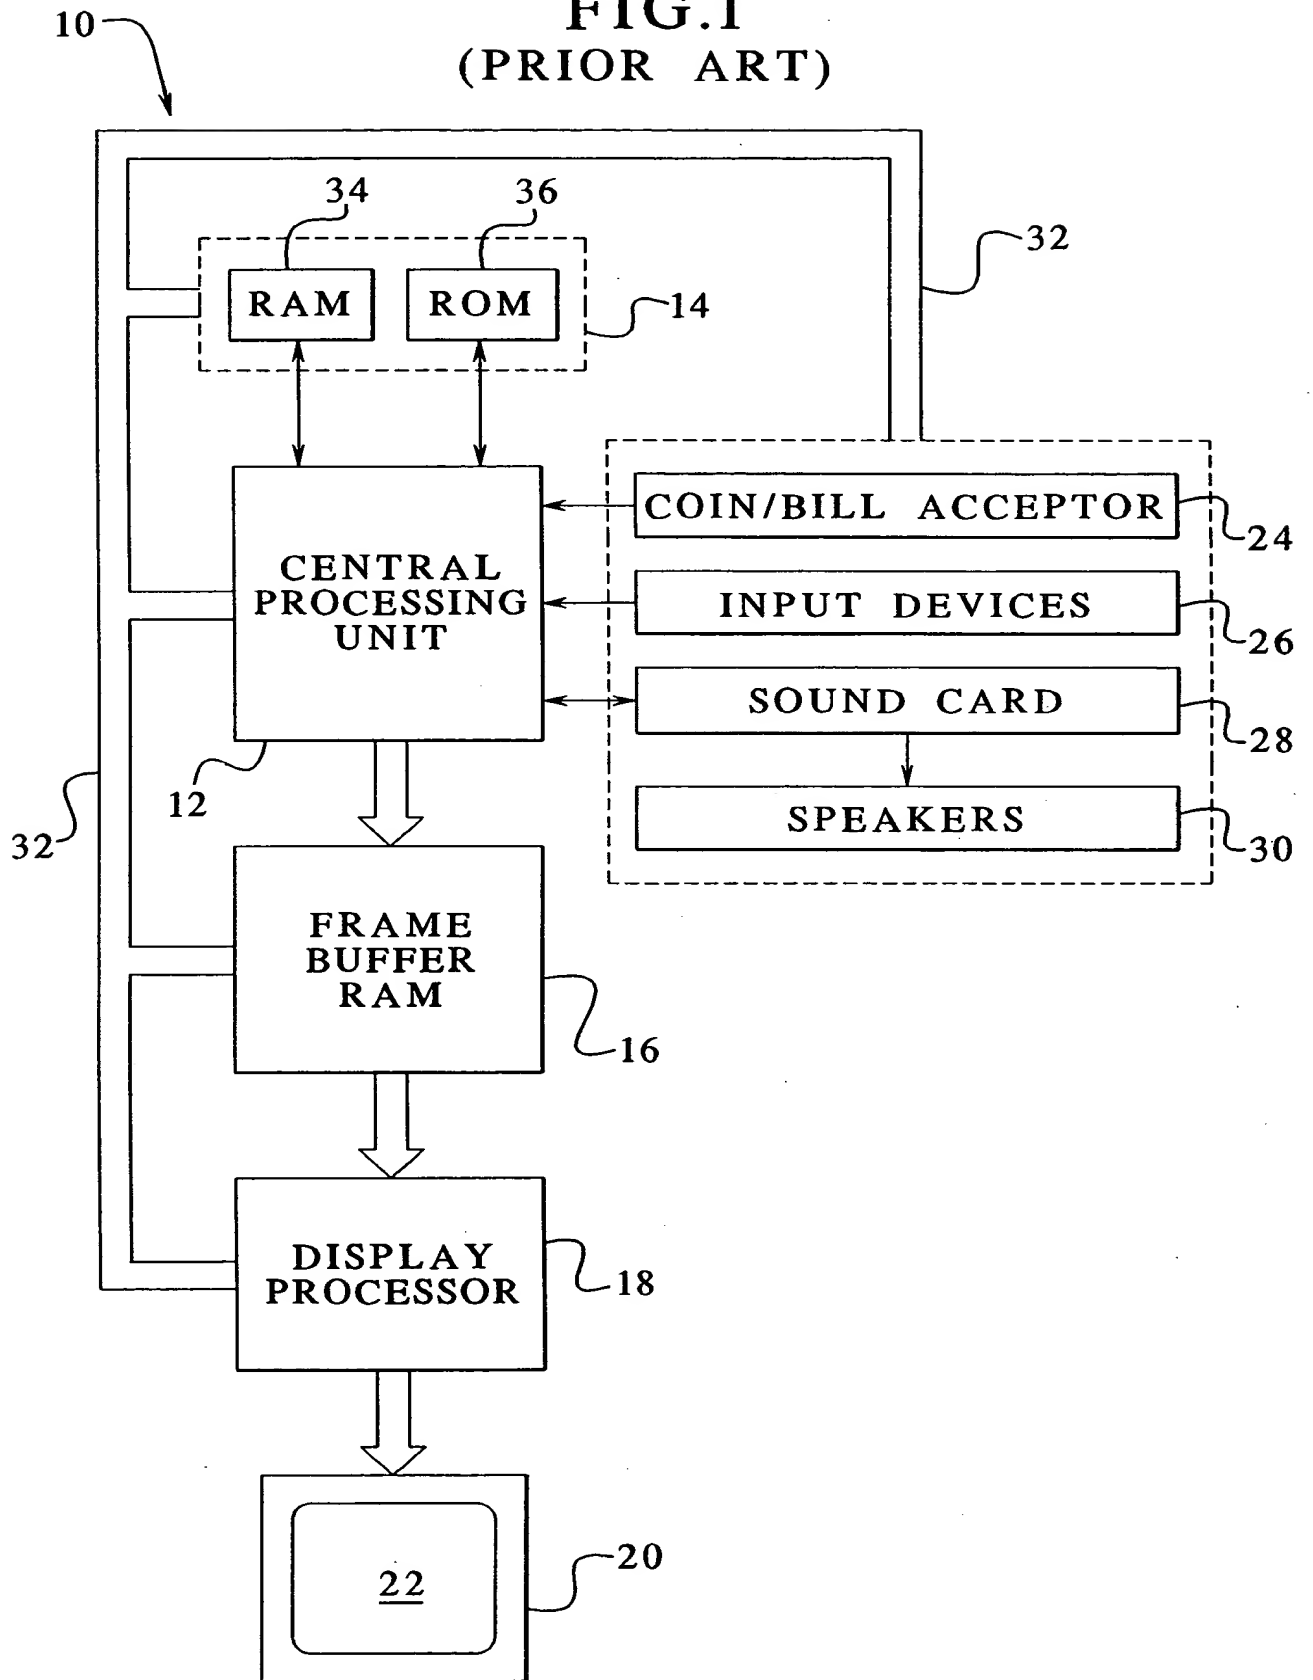 FIG.1
(PRIOR ART)
10
34
36
32
RAM
ROM
14
COIN/BILL ACCEPTOR
24
CENTRAL
PROCESSING
UNIT
INPUT DEVICES
26
SOUND CARD
28
12
SPEAKERS
30
32
FRAME
BUFFER
RAM
16
DISPLAY
PROCESSOR
18
20
22